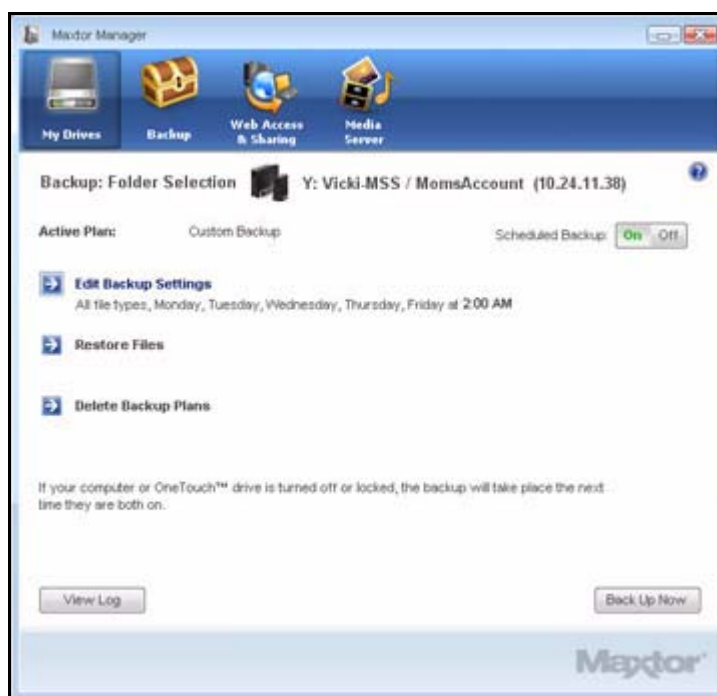 Maxtor Manager
My Drives
Backup
Web Access
& Sharing
Media
Server
Backup: Folder Selection Y: Vicki-MSS / MomsAccount (10.24.11.38)
Active Plan: Custom Backup Scheduled Backup: On Off
Edit Backup Settings
All file types, Monday, Tuesday, Wednesday, Thursday, Friday at 2:00 AM
Restore Files
Delete Backup Plans
If your computer or OneTouch™ drive is turned off or locked, the backup will take place the next
time they are both on.
View Log Back Up Now
Maxtor